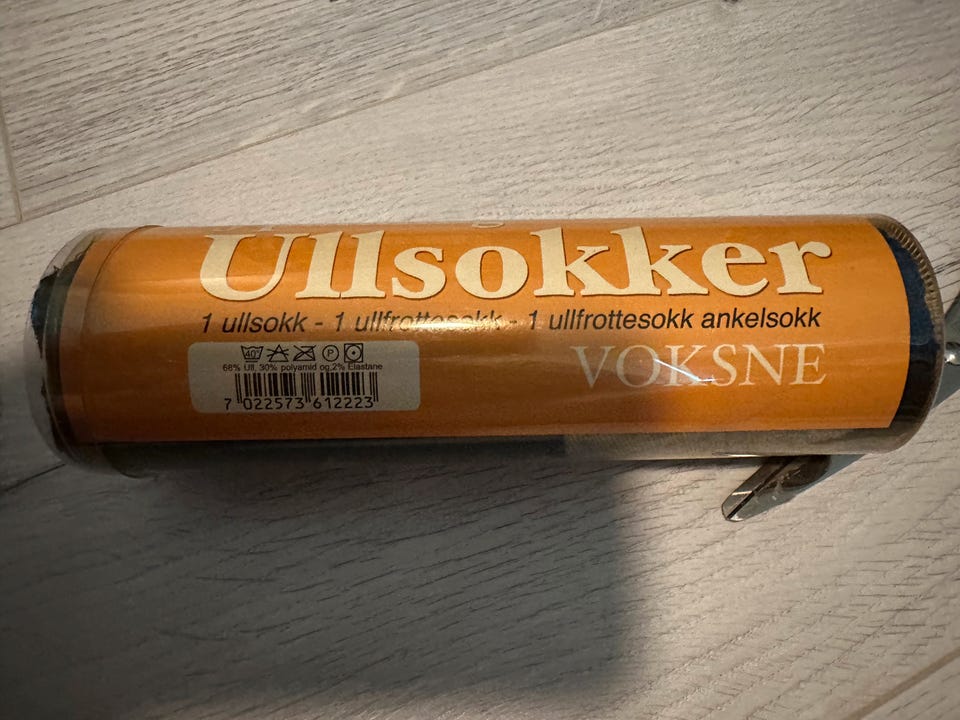 Ullsokker
1 ullsokk - 1 ullfrottesokk - 1 ullfrottesokk ankelsokk
VOKSNE
40°
P
68% Ull, 30% polyamid og 2% Elastane
7 022573 612223